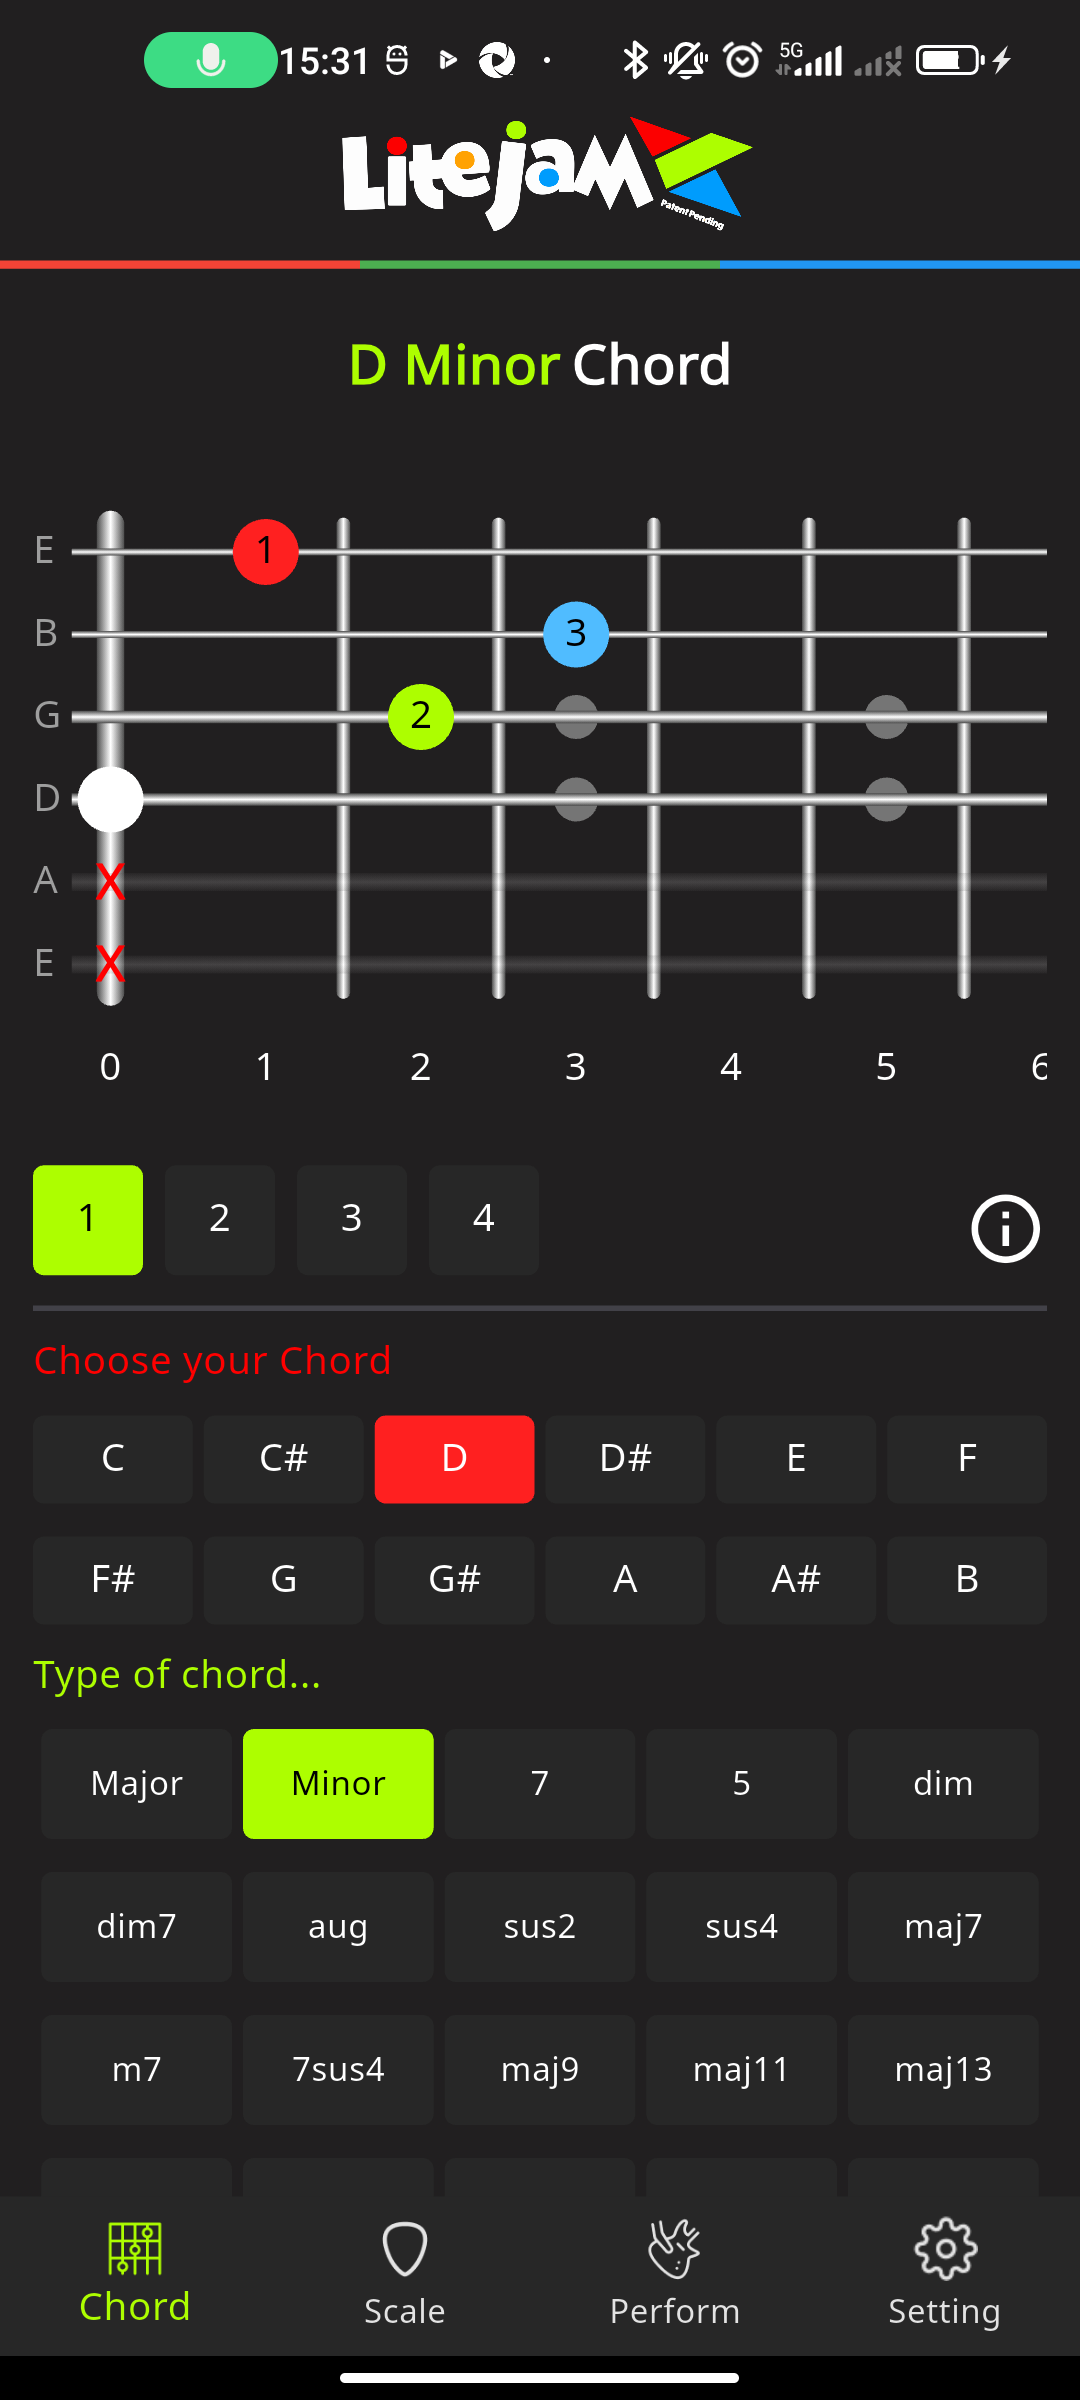 15:31 5G
Litejam
Patent Pending
D Minor Chord
E 1
B 3
G 2
D
A X
E X
0 1 2 3 4 5 6
1 2 3 4
Choose your Chord
C C# D D# E F
F# G G# A A# B
Type of chord...
Major Minor 7 5 dim
dim7 aug sus2 sus4 maj7
m7 7sus4 maj9 maj11 maj13
Chord Scale Perform Setting